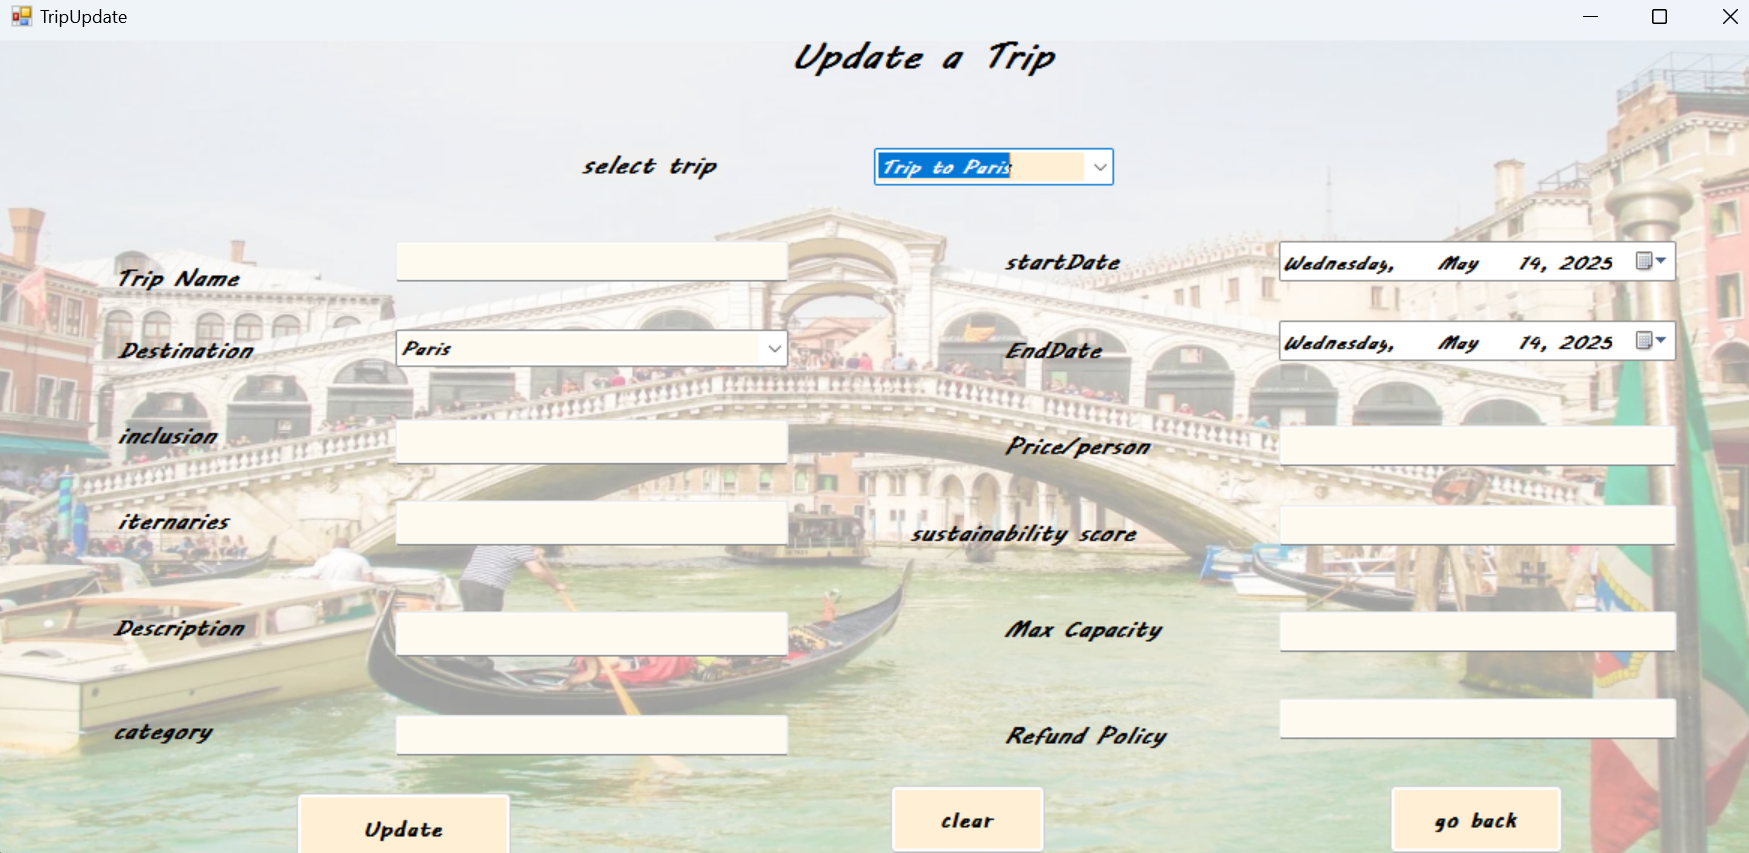 TripUpdate
Update a Trip
select trip
Trip to Paris
Trip Name
startDate
Wednesday, May 14, 2025
Destination
Paris
EndDate
Wednesday, May 14, 2025
inclusion
Price/person
iternaries
sustainability score
Description
Max Capacity
category
Refund Policy
Update
clear
go back